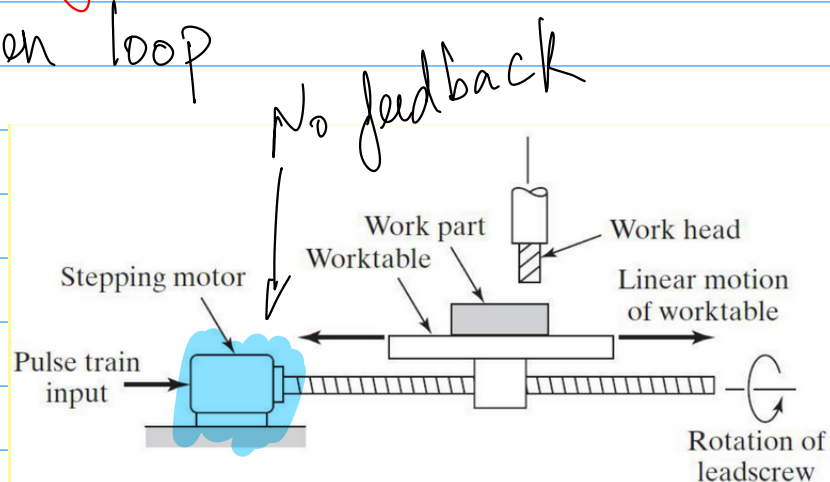 en loop
No feedback
Work part
Work head
Worktable
Stepping motor
Linear motion
of worktable
Pulse train
input
Rotation of
leadscrew